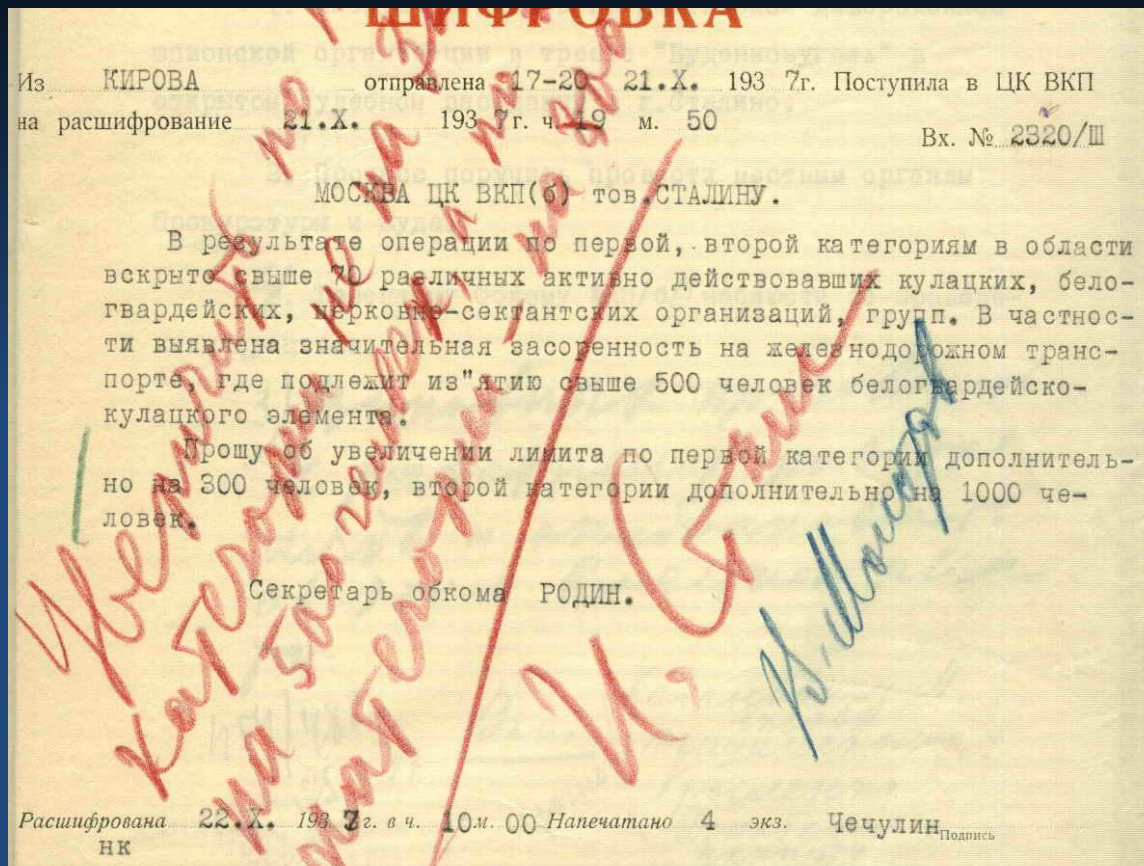 ШИФРОВКА
Из КИРОВА отправлена 17-20 21.X. 1937г. Поступила в ЦК ВКП
на расшифрование 21.X. 1937г. ч. 19 м. 50
Вх. № 2320/III
МОСКВА ЦК ВКП(б) тов.СТАЛИНУ.
В результате операции по первой, второй категориям в области
вскрыто свыше 70 различных активно действовавших кулацких, бело-
гвардейских, церковно-сектантских организаций, групп. В частнос-
ти выявлена значительная засоренность на железнодорожном транс-
порте, где подлежит из"ятию свыше 500 человек белогвардейско-
кулацкого элемента.
Прошу об увеличении лимита по первой категории дополнитель-
но на 300 человек, второй категории дополнительно на 1000 че-
ловек.
Секретарь обкома РОДИН.
Увеличить по
категории не на
на 500 человек, а по
категории – на 800
И. Сталин
В. Молотов
Расшифрована 22.X. 1937г. в ч. 10м. 00 Напечатано 4 экз. Чечулин
Подпись
нк